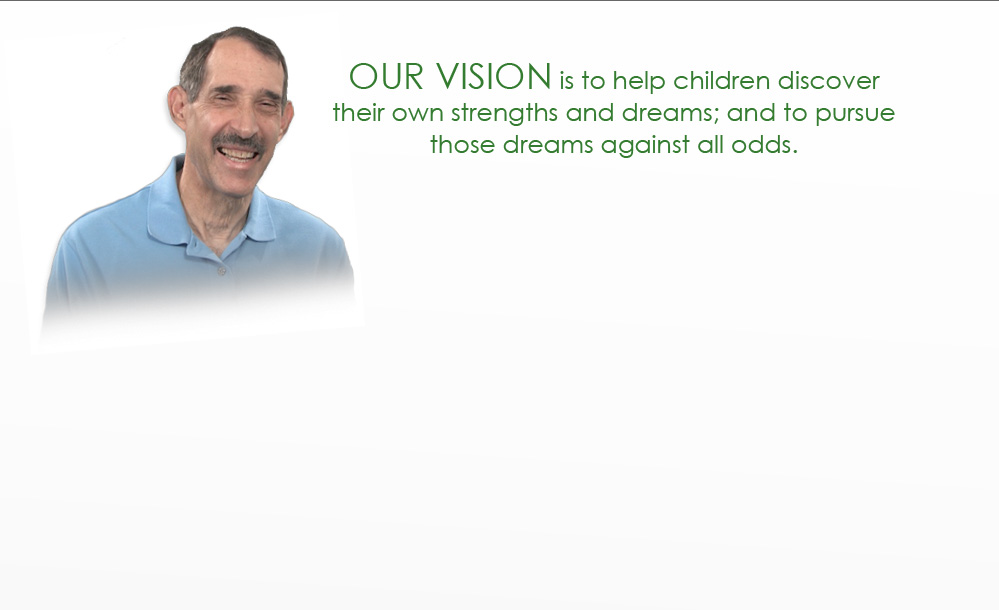 OUR VISION is to help children discover
their own strengths and dreams; and to pursue
those dreams against all odds.